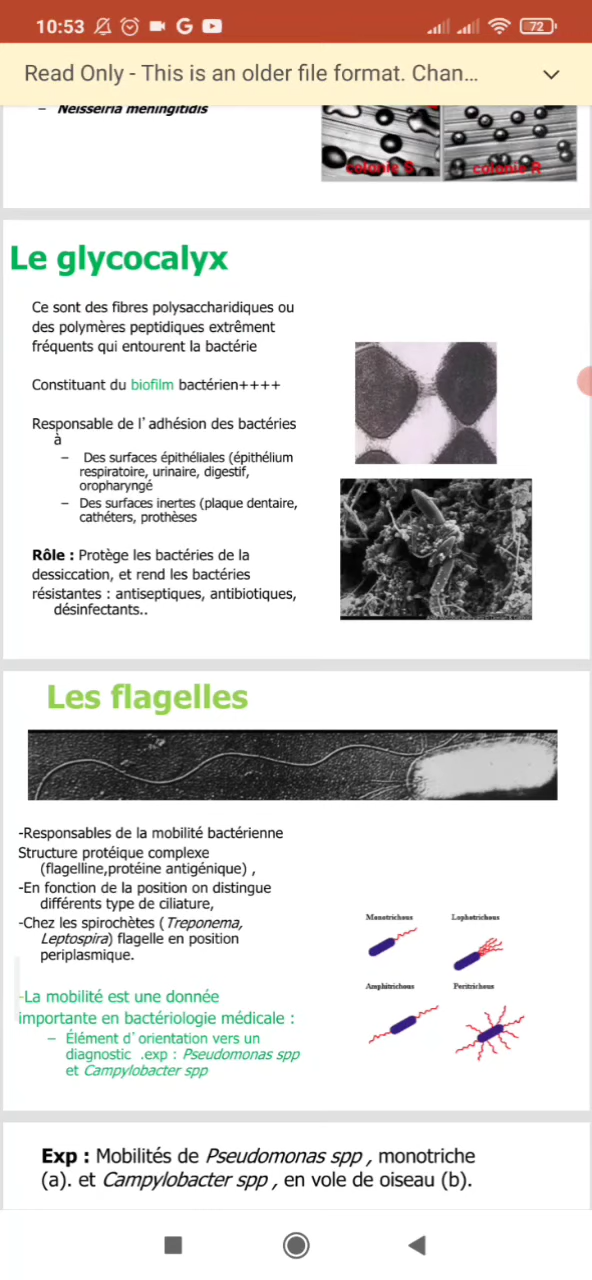 10:53
72
Read Only - This is an older file format. Chan...
– Neisseiria meningitidis
colonie S
colonie R
Le glycocalyx
Ce sont des fibres polysaccharidiques ou
des polymères peptidiques extrêment
fréquents qui entourent la bactérie
Constituant du biofilm bactérien++++
Responsable de l'adhésion des bactéries
à
– Des surfaces épithéliales (épithélium
respiratoire, urinaire, digestif,
oropharyngé
– Des surfaces inertes (plaque dentaire,
cathéters, prothèses
Rôle : Protège les bactéries de la
dessiccation, et rend les bactéries
résistantes : antiseptiques, antibiotiques,
désinfectants..
Les flagelles
-Responsables de la mobilité bactérienne
Structure protéique complexe
(flagelline,protéine antigénique) ,
-En fonction de la position on distingue
différents type de ciliature,
-Chez les spirochètes (Treponema,
Leptospira) flagelle en position
periplasmique.
Monotrichous
Lophotrichous
Amphitrichous
Peritrichous
-La mobilité est une donnée
importante en bactériologie médicale :
– Élément d'orientation vers un
diagnostic .exp : Pseudomonas spp
et Campylobacter spp
Exp : Mobilités de Pseudomonas spp , monotriche
(a). et Campylobacter spp , en vole de oiseau (b).